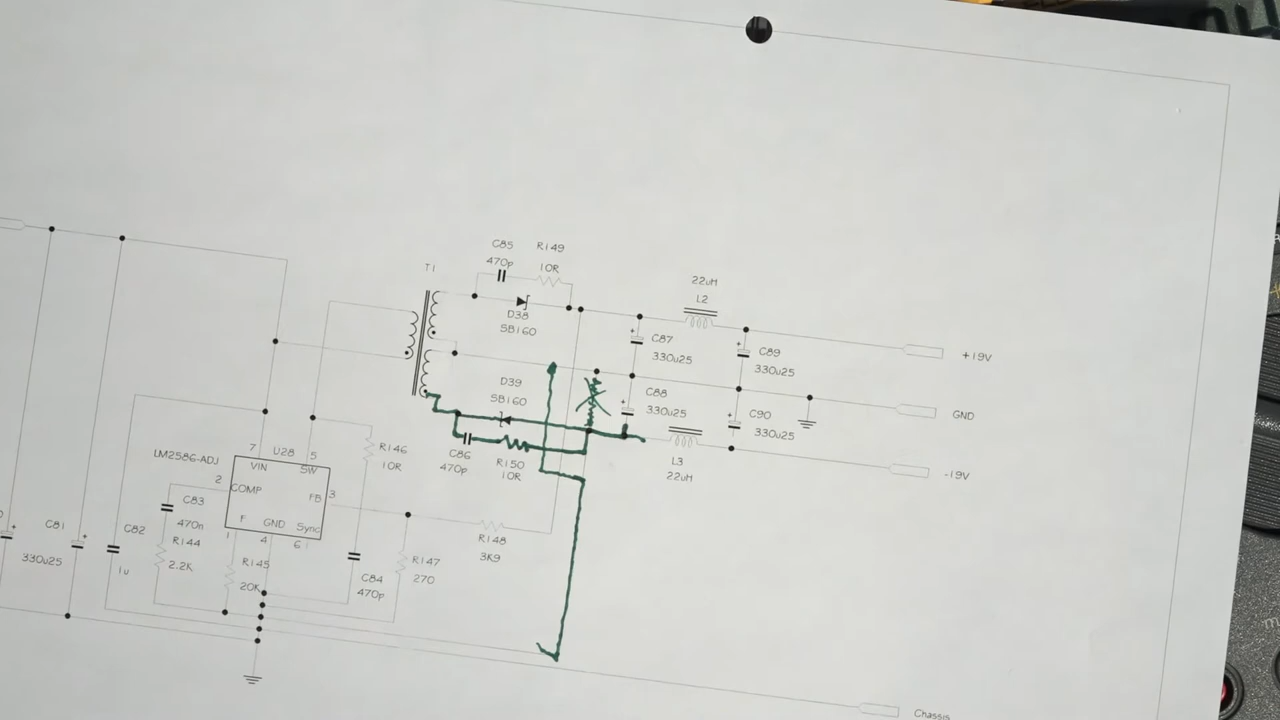 C85
R149
470p
10R
T1
D38
SB160
22uH
L2
C87
330u25
C89
330u25
+19V
D39
SB160
C88
330u25
GND
C90
330u25
C86
470p
R150
10R
L3
22uH
-19V
R146
10R
LM2586-ADJ
7
U28
5
VIN
SW
2
COMP
FB
3
F
GND
Sync
1
4
6
C83
470n
R144
2.2K
R145
20K
C82
1u
C81
330u25
R148
3K9
R147
270
C84
470p
Chassis